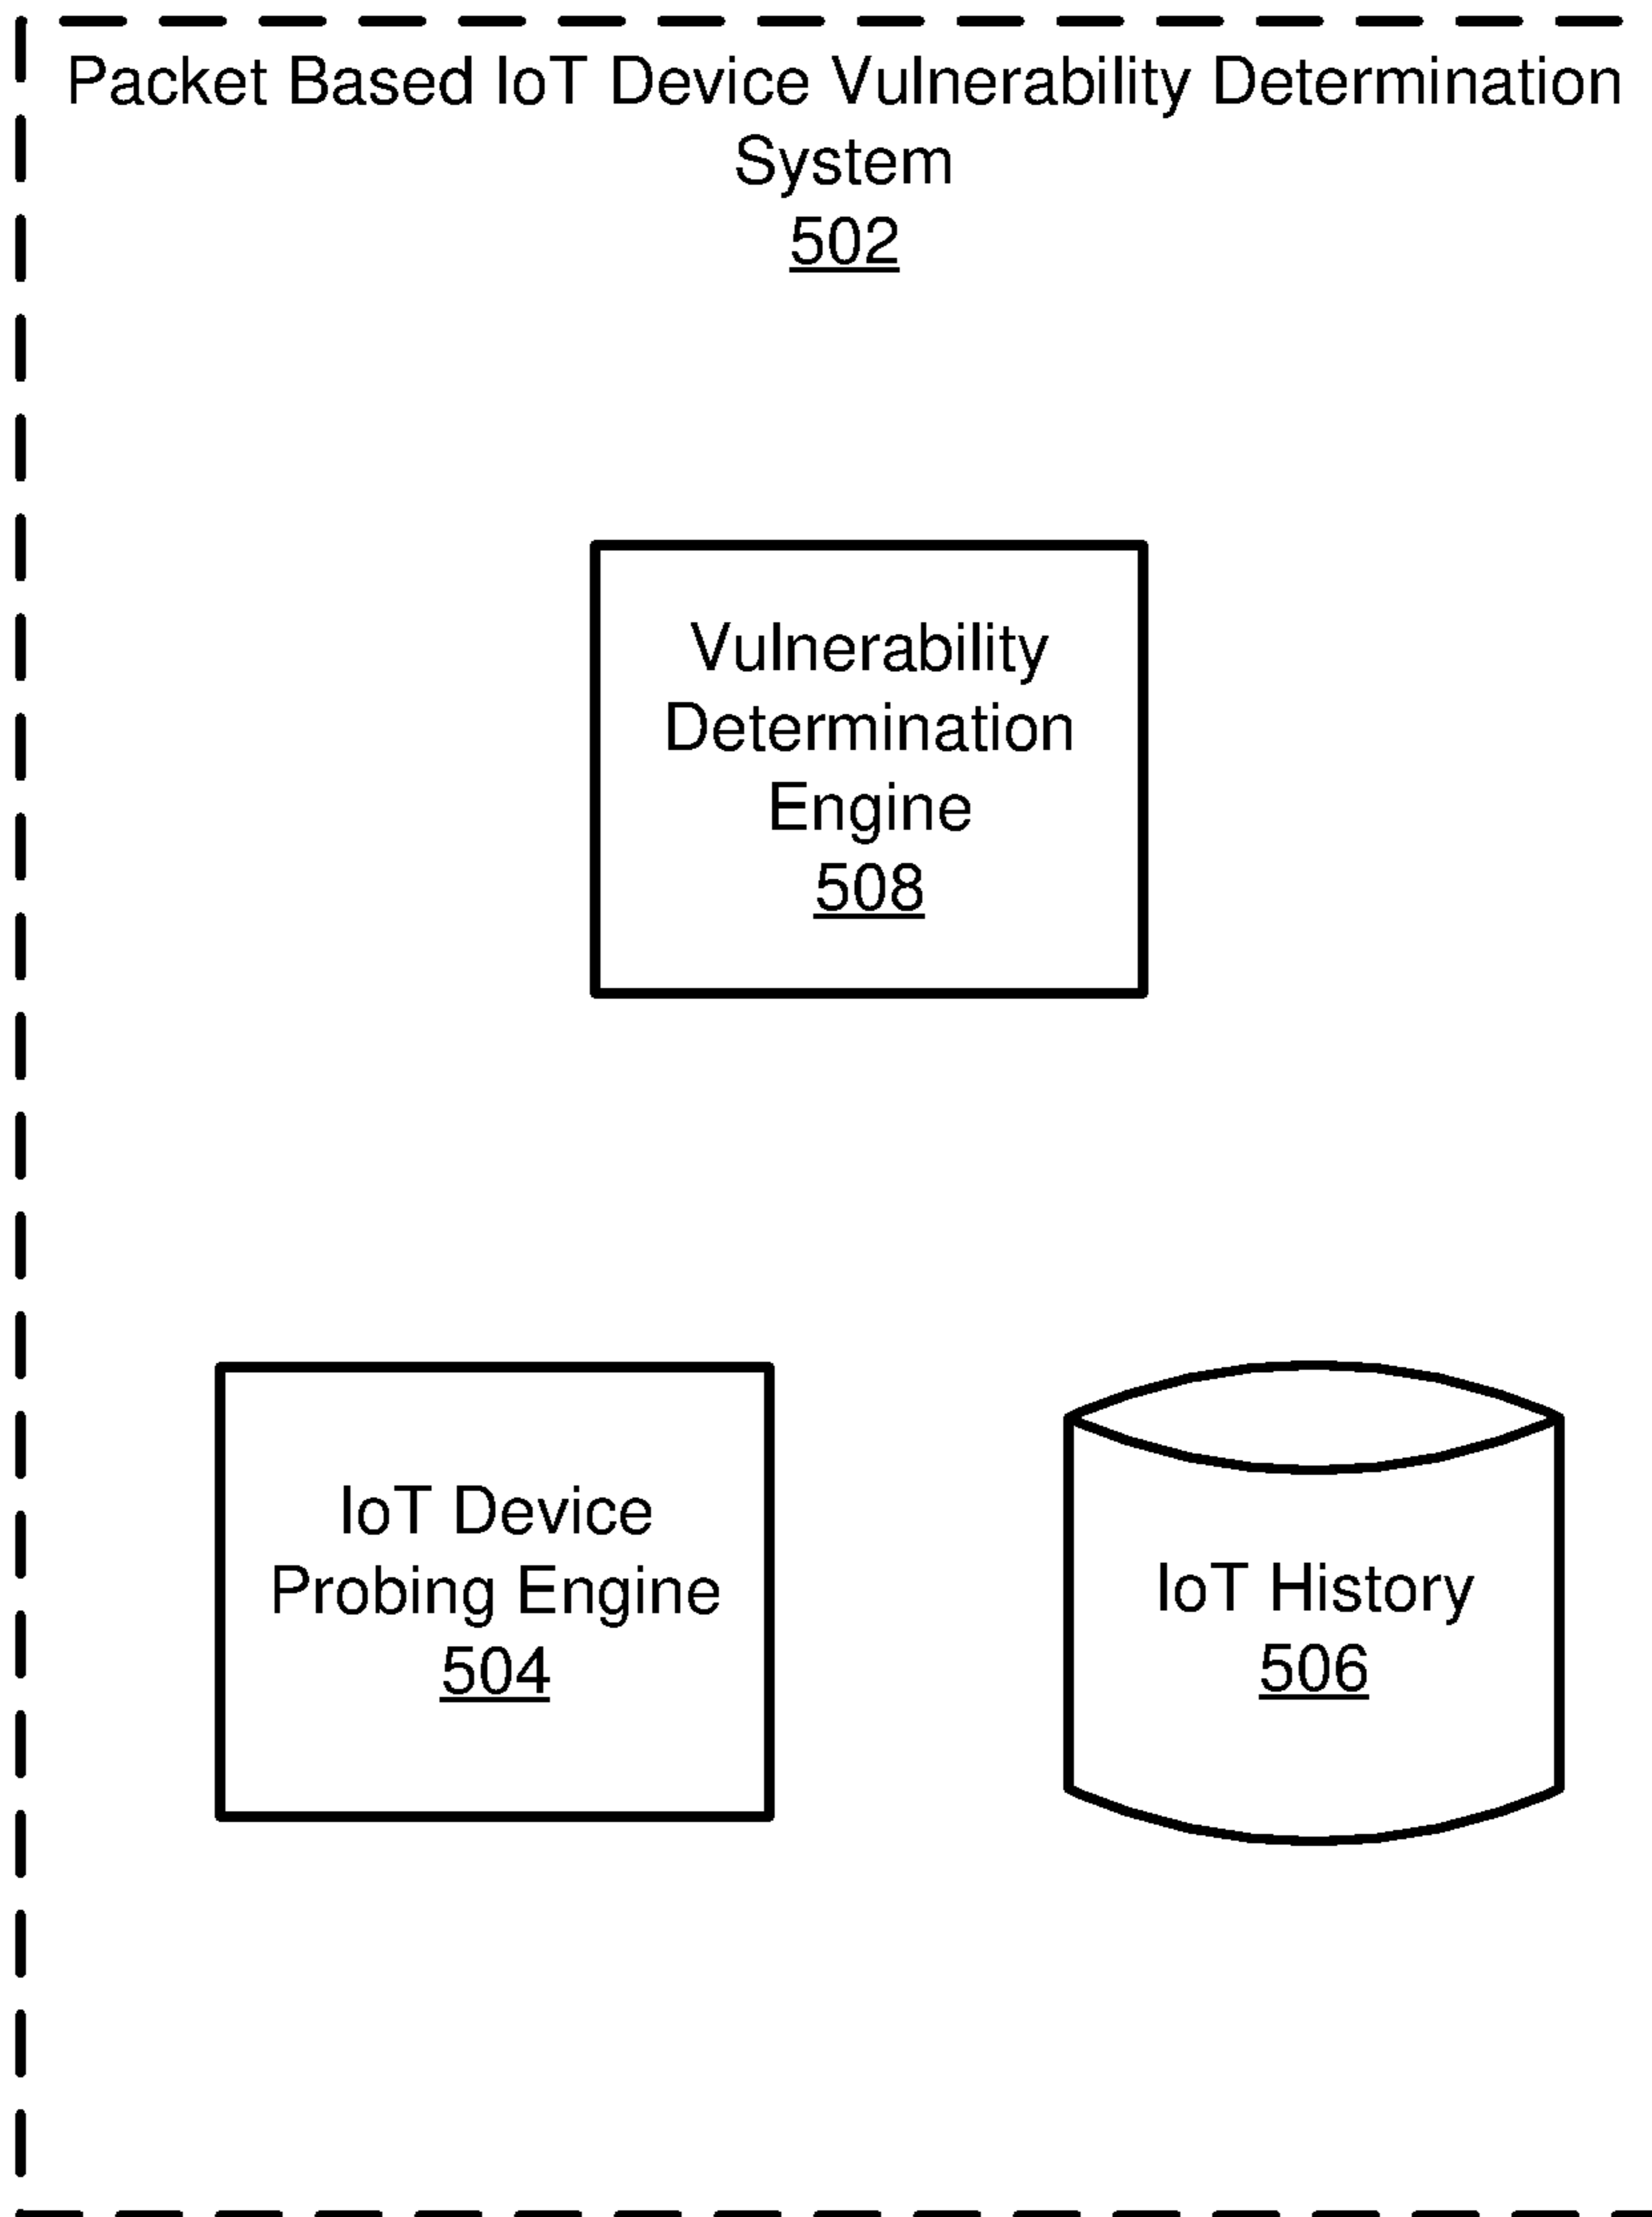 Packet Based IoT Device Vulnerability Determination
System
502
Vulnerability
Determination
Engine
508
IoT Device
Probing Engine
504
IoT History
506